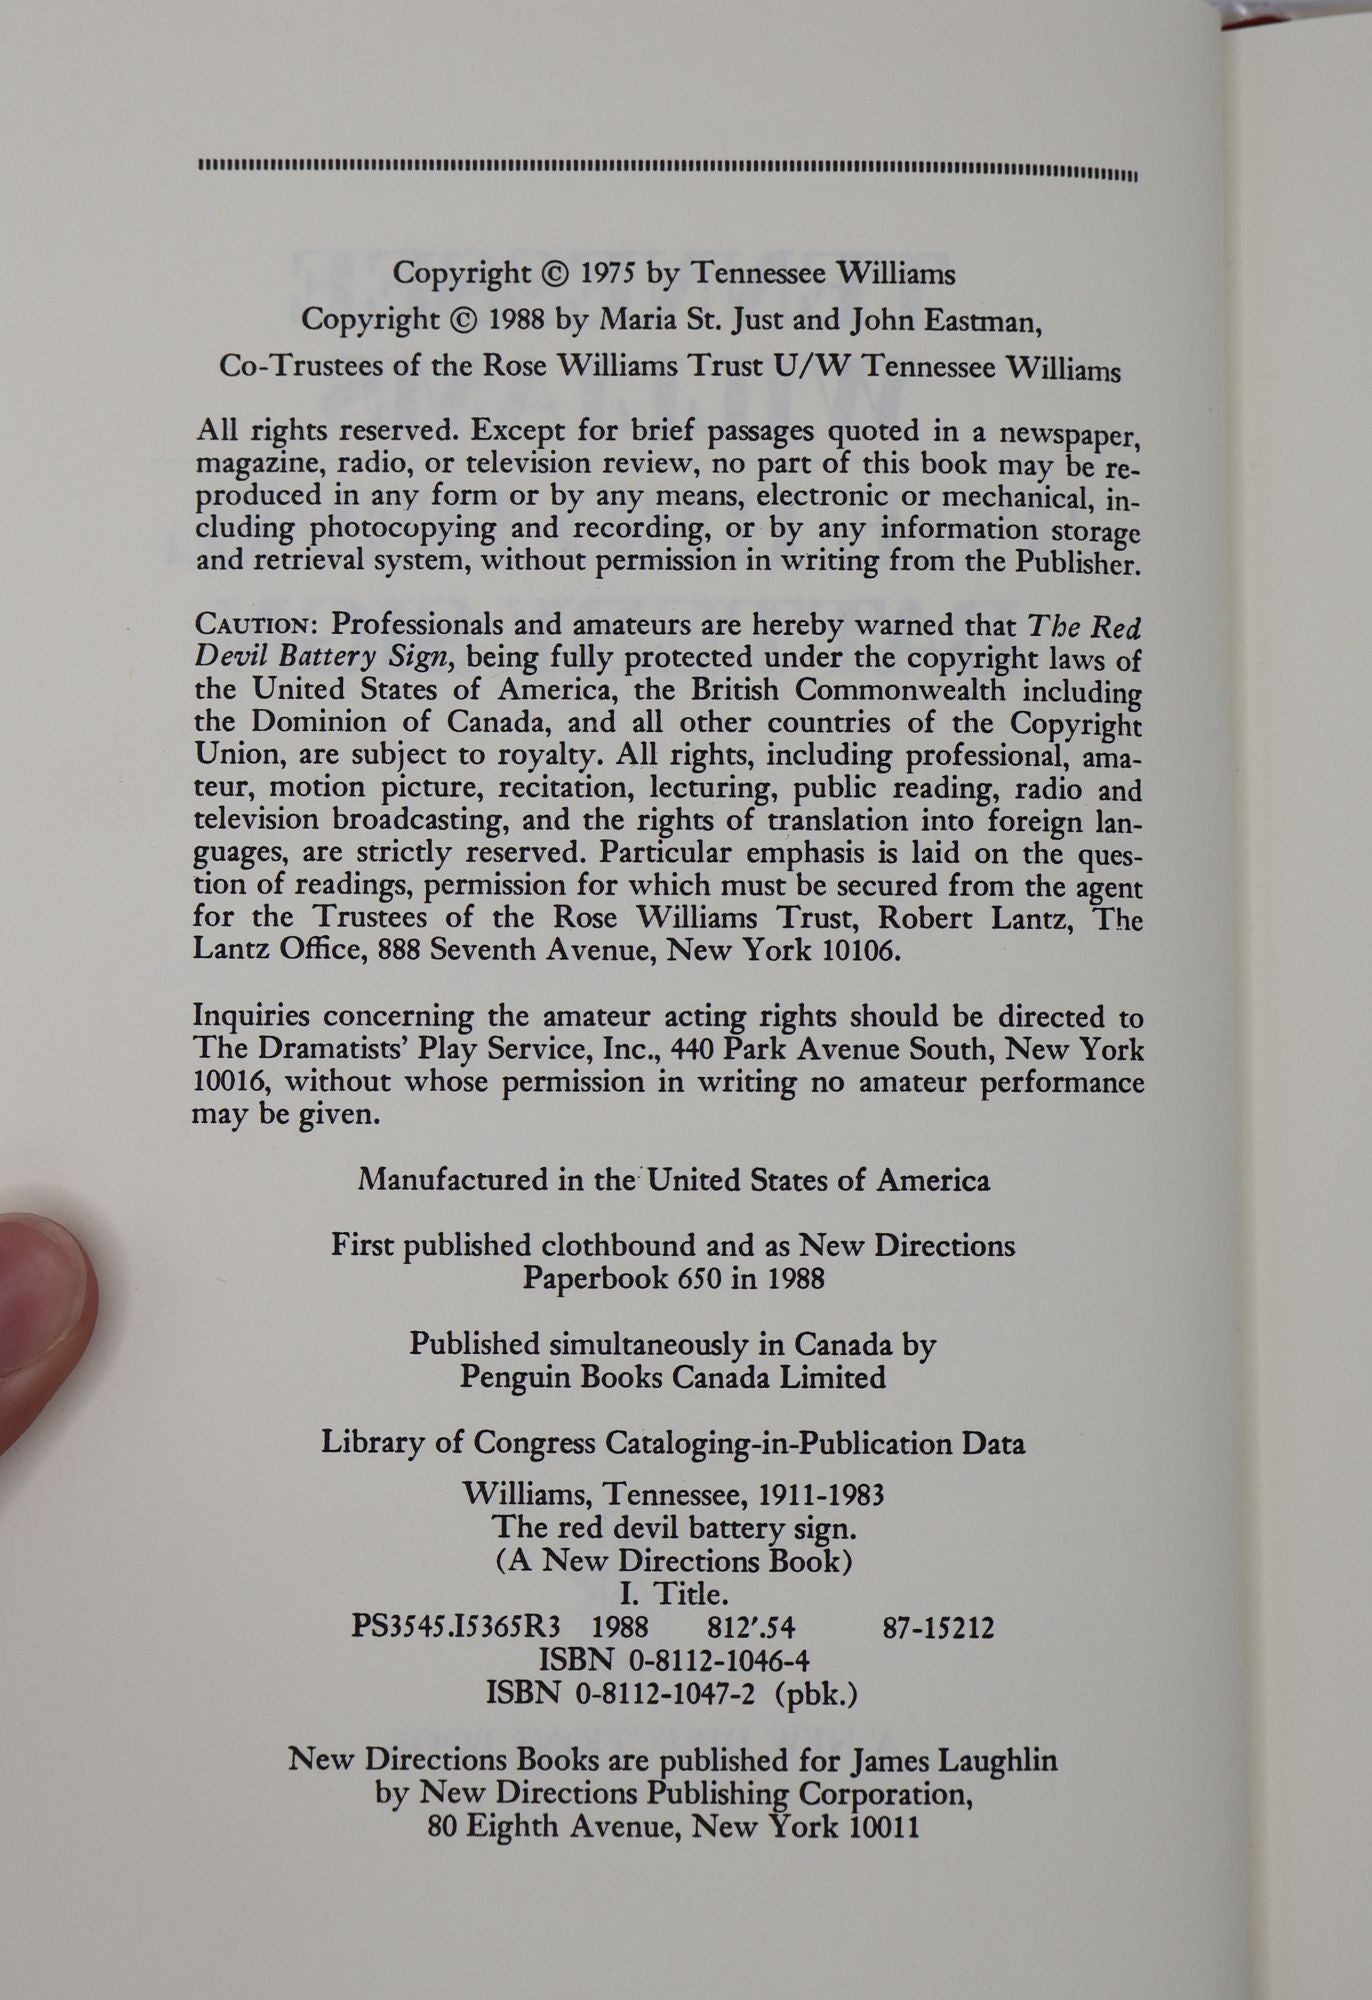 Copyright © 1975 by Tennessee Williams
Copyright © 1988 by Maria St. Just and John Eastman,
Co-Trustees of the Rose Williams Trust U/W Tennessee Williams
All rights reserved. Except for brief passages quoted in a newspaper,
magazine, radio, or television review, no part of this book may be re-
produced in any form or by any means, electronic or mechanical, in-
cluding photocopying and recording, or by any information storage
and retrieval system, without permission in writing from the Publisher.
CAUTION: Professionals and amateurs are hereby warned that The Red
Devil Battery Sign, being fully protected under the copyright laws of
the United States of America, the British Commonwealth including
the Dominion of Canada, and all other countries of the Copyright
Union, are subject to royalty. All rights, including professional, ama-
teur, motion picture, recitation, lecturing, public reading, radio and
television broadcasting, and the rights of translation into foreign lan-
guages, are strictly reserved. Particular emphasis is laid on the ques-
tion of readings, permission for which must be secured from the agent
for the Trustees of the Rose Williams Trust, Robert Lantz, The
Lantz Office, 888 Seventh Avenue, New York 10106.
Inquiries concerning the amateur acting rights should be directed to
The Dramatists' Play Service, Inc., 440 Park Avenue South, New York
10016, without whose permission in writing no amateur performance
may be given.
Manufactured in the United States of America
First published clothbound and as New Directions
Paperbook 650 in 1988
Published simultaneously in Canada by
Penguin Books Canada Limited
Library of Congress Cataloging-in-Publication Data
Williams, Tennessee, 1911-1983
The red devil battery sign.
(A New Directions Book)
I. Title.
PS3545.I5365R3 1988 812'.54 87-15212
ISBN 0-8112-1046-4
ISBN 0-8112-1047-2 (pbk.)
New Directions Books are published for James Laughlin
by New Directions Publishing Corporation,
80 Eighth Avenue, New York 10011